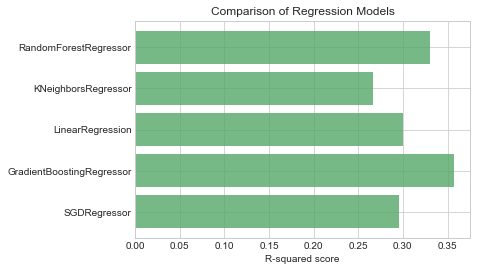 Comparison of Regression Models
RandomForestRegressor
KNeighborsRegressor
LinearRegression
GradientBoostingRegressor
SGDRegressor
0.00 0.05 0.10 0.15 0.20 0.25 0.30 0.35
R-squared score